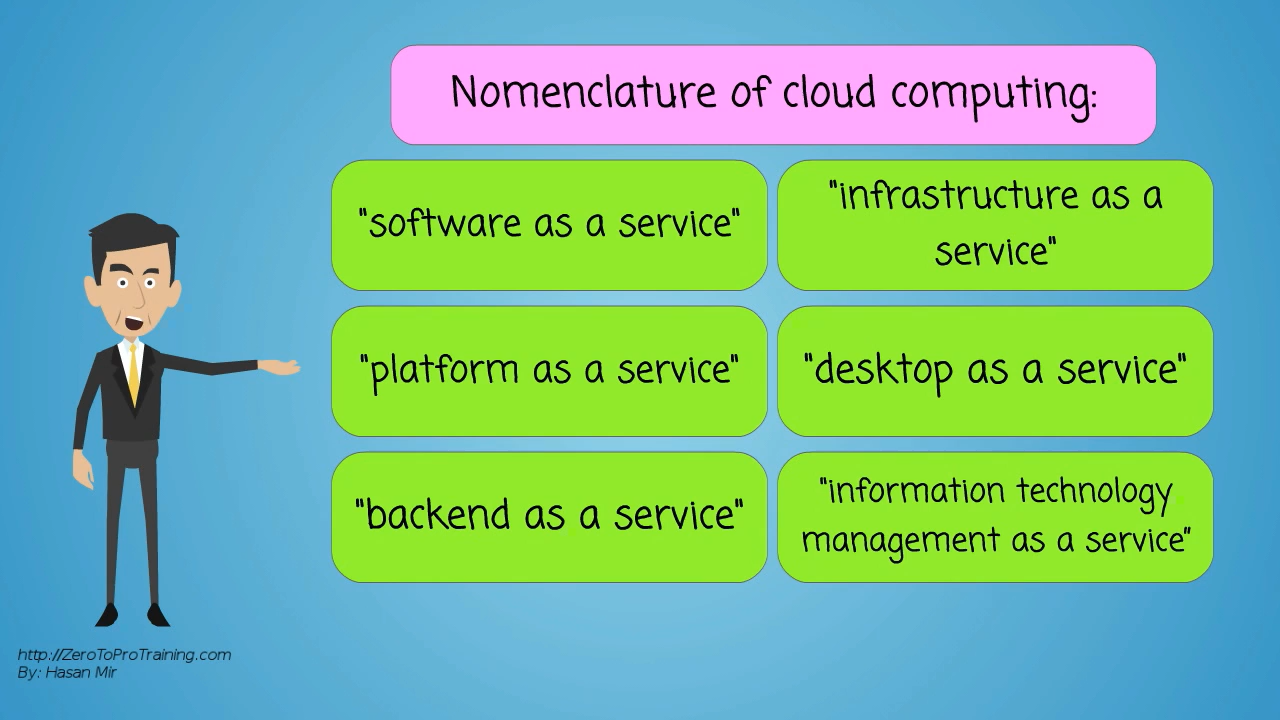 Nomenclature of cloud computing:
"software as a service"
"infrastructure as a
service"
"platform as a service"
"desktop as a service"
"backend as a service"
"information technology
management as a service"
http://ZeroToProTraining.com
By: Hasan Mir